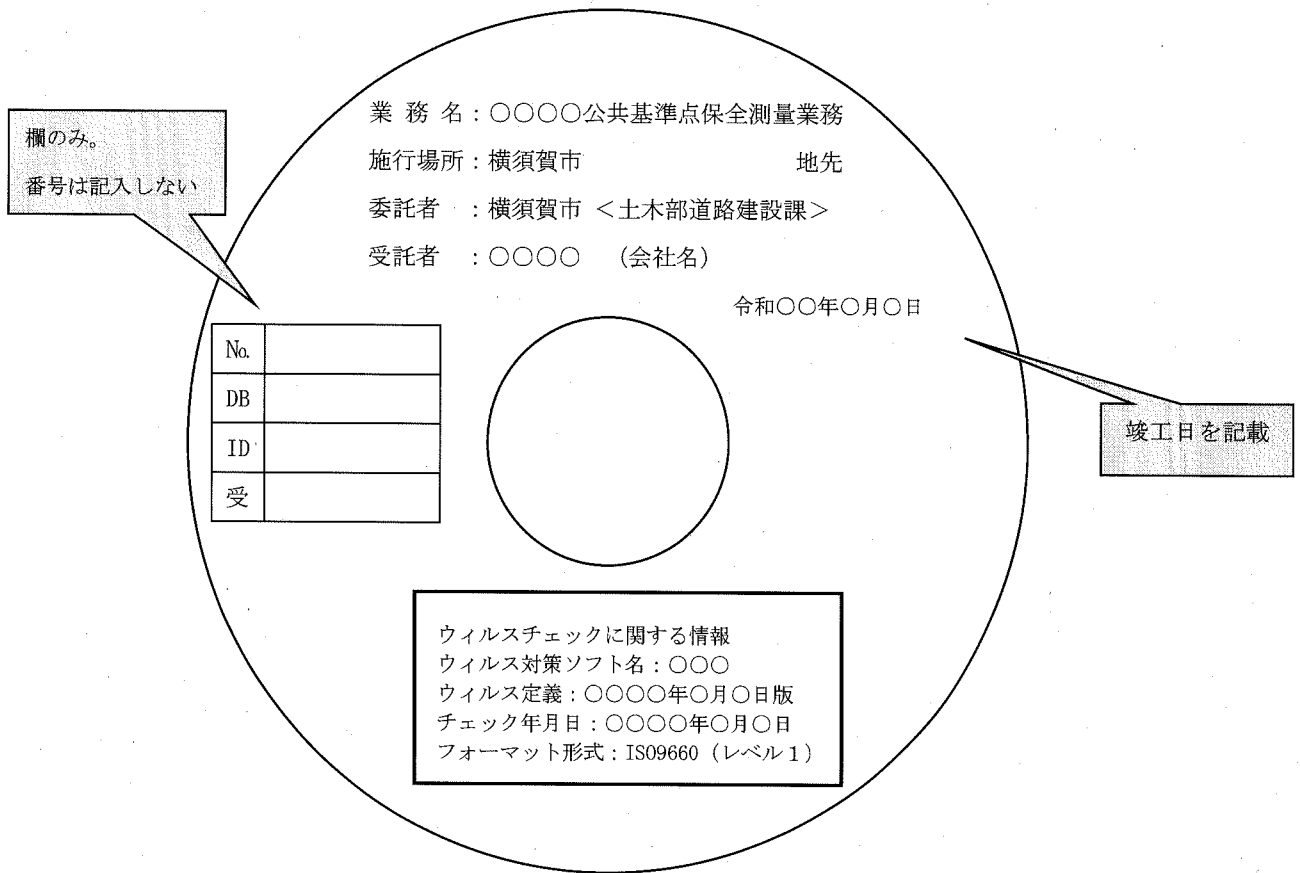 業 務 名：○○○○公共基準点保全測量業務
施行場所：横須賀市　　　　　　　　　地先
委託者　：横須賀市 ＜土木部道路建設課＞
受託者　：○○○○　（会社名）
令和○○年○月○日
欄のみ。
番号は記入しない
No.
DB
ID
受
竣工日を記載
ウィルスチェックに関する情報
ウィルス対策ソフト名：○○○
ウィルス定義：○○○○年○月○日版
チェック年月日：○○○○年○月○日
フォーマット形式：ISO9660（レベル１）